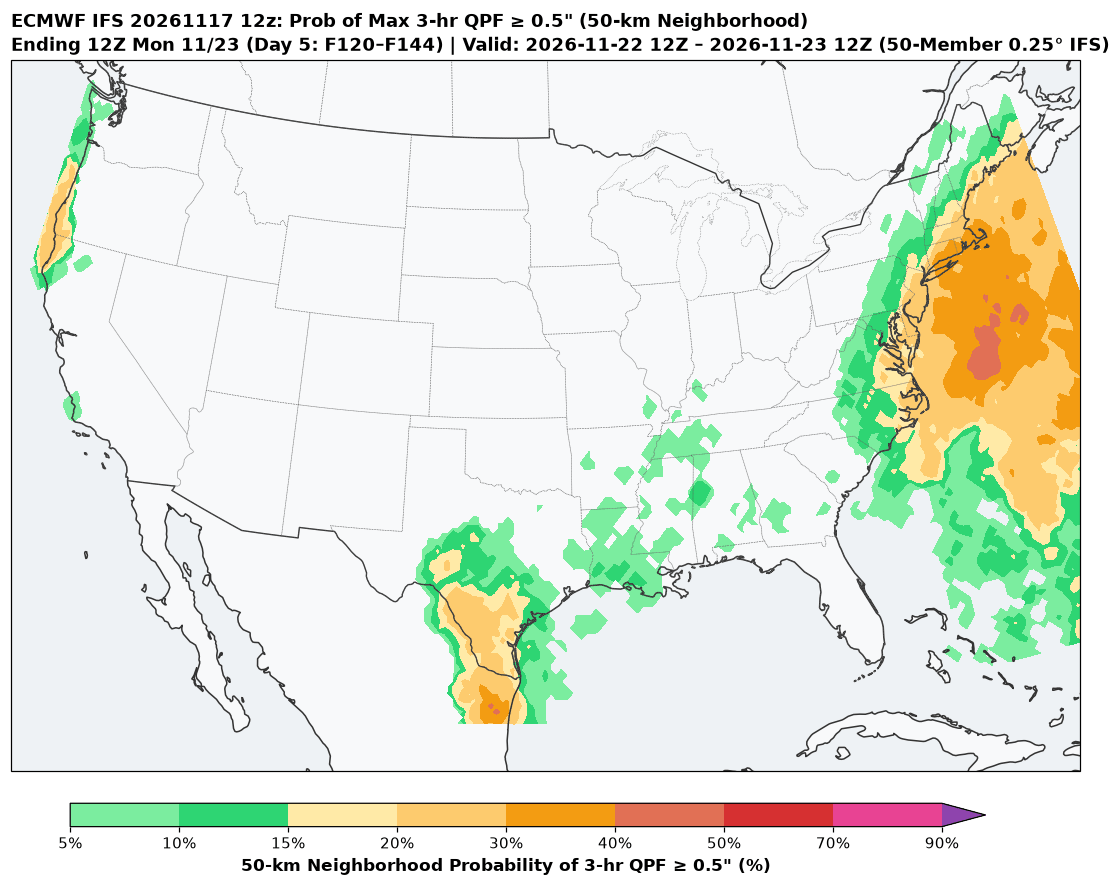 ECMWF IFS 20261117 12z: Prob of Max 3-hr QPF ≥ 0.5" (50-km Neighborhood)
Ending 12Z Mon 11/23 (Day 5: F120–F144) | Valid: 2026-11-22 12Z – 2026-11-23 12Z (50-Member 0.25° IFS)
5% 10% 15% 20% 30% 40% 50% 70% 90%
50-km Neighborhood Probability of 3-hr QPF ≥ 0.5" (%)